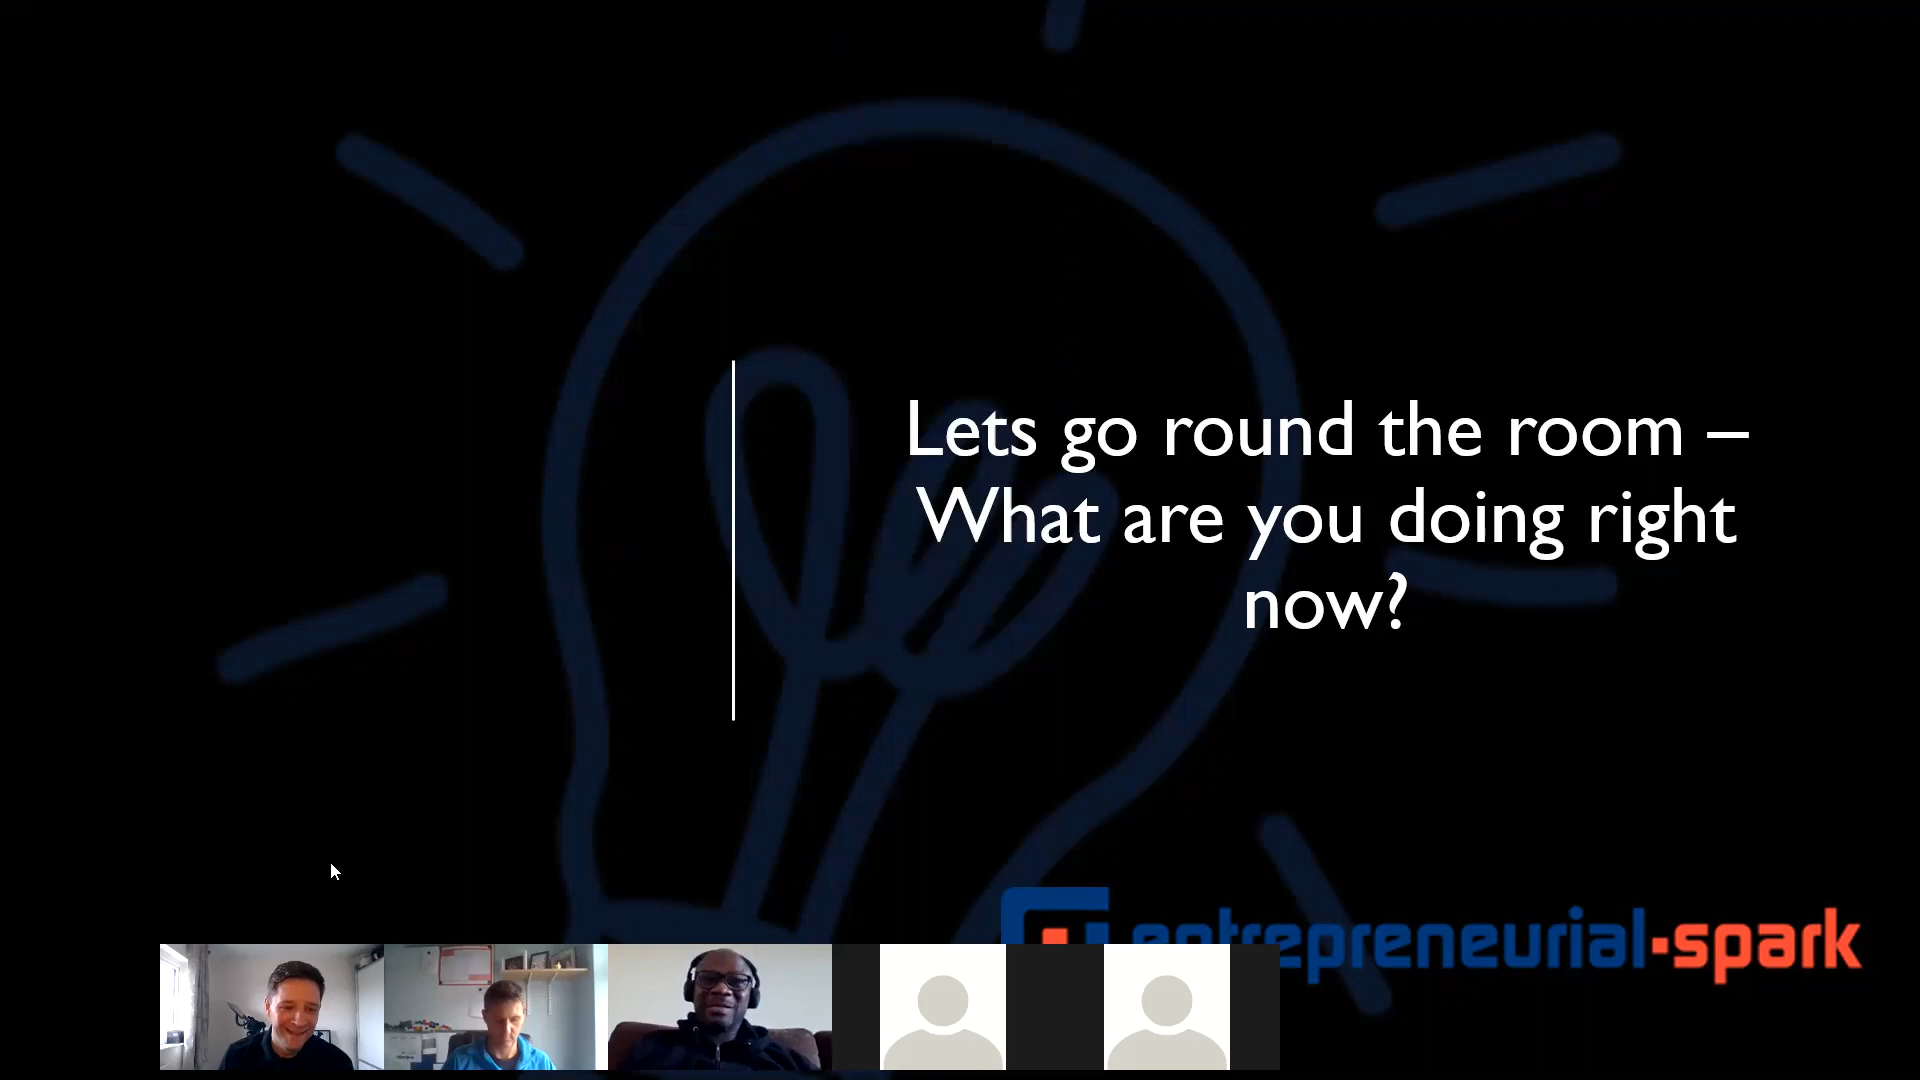 Lets go round the room –
What are you doing right
now?
entrepreneurial·spark